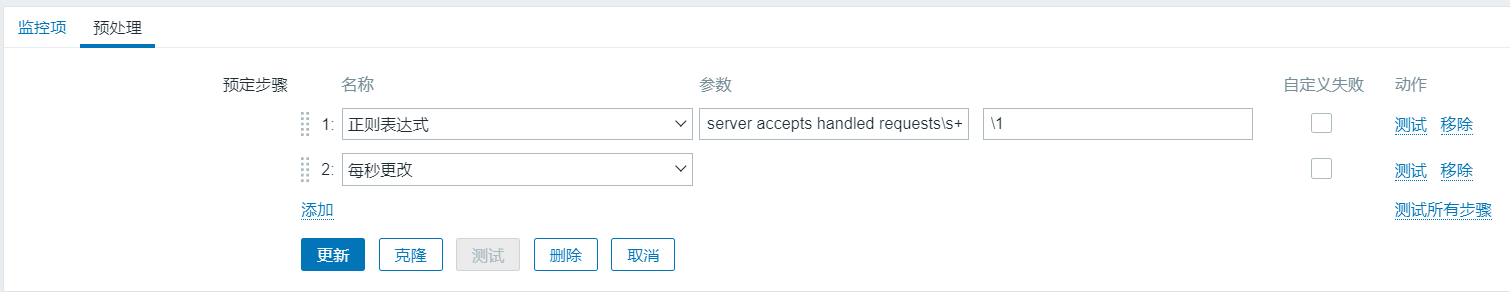 监控项 预处理
预定步骤 名称 参数 自定义失败 动作
1: 正则表达式 server accepts handled requests\s+ \1 测试 移除
2: 每秒更改 测试 移除
添加 测试所有步骤
更新 克隆 测试 删除 取消